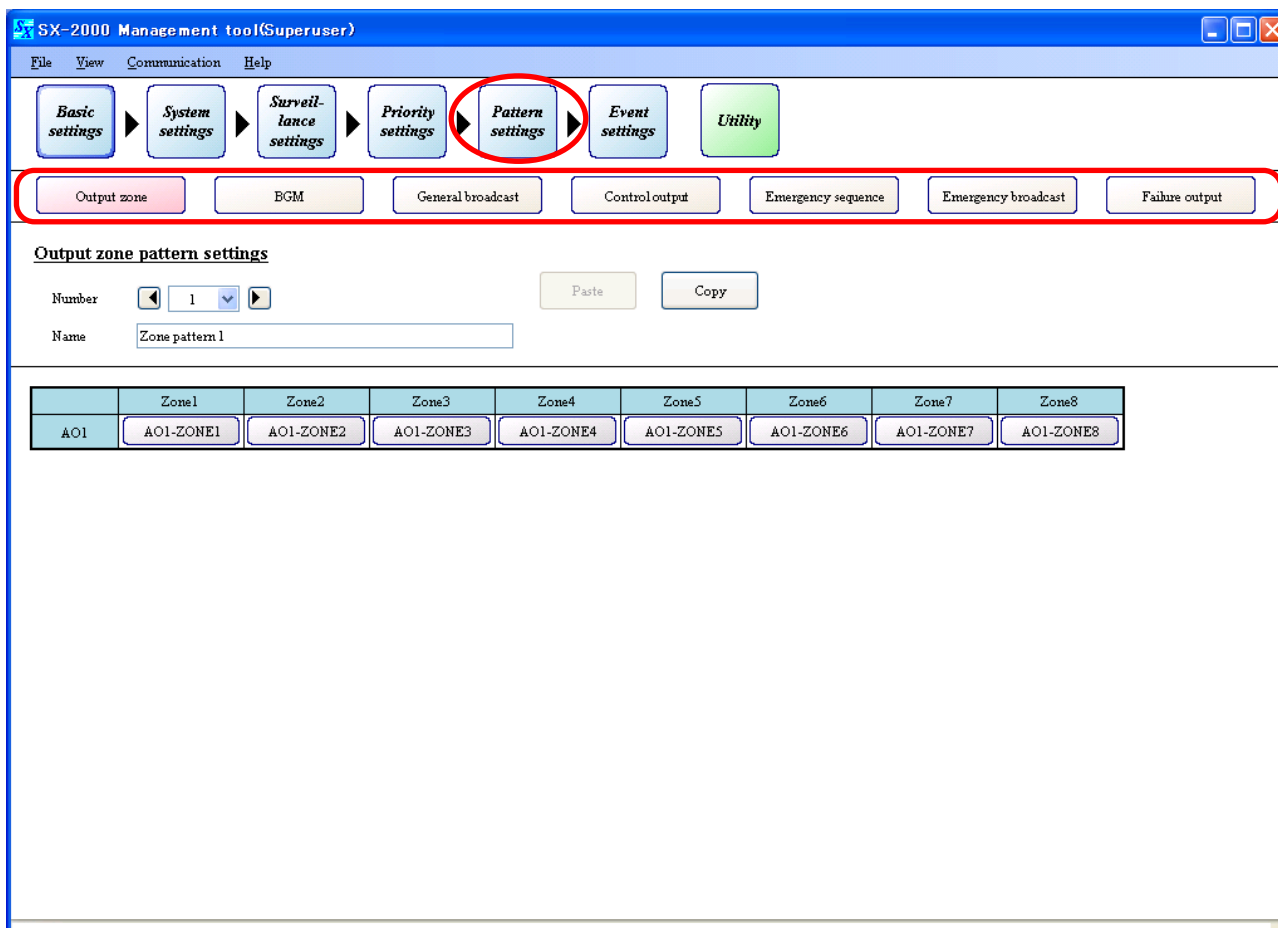 SX SX-2000 Management tool(Superuser)
File View Communication Help
Basic settings System settings Surveil- lance settings Priority settings Pattern settings Event settings Utility
Output zone BGM General broadcast Control output Emergency sequence Emergency broadcast Failure output
Output zone pattern settings
Number 1 Paste Copy
Name Zone pattern 1
Zone1 Zone2 Zone3 Zone4 Zone5 Zone6 Zone7 Zone8
AO1 AO1-ZONE1 AO1-ZONE2 AO1-ZONE3 AO1-ZONE4 AO1-ZONE5 AO1-ZONE6 AO1-ZONE7 AO1-ZONE8